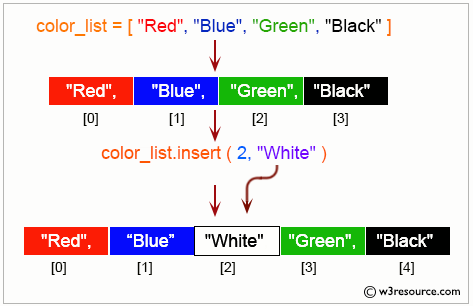 color_list = [ "Red", "Blue", "Green", "Black" ]
"Red", "Blue", "Green", "Black"
[0] [1] [2] [3]
color_list.insert ( 2, "White" )
"Red", “Blue” "White" "Green", "Black"
[0] [1] [2] [3] [4]
© w3resource.com